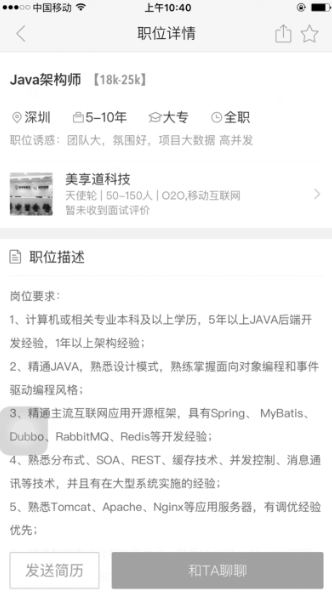 中国移动 上午10:40
职位详情
Java架构师 【18k-25k】
深圳 5-10年 大专 全职
职位诱惑: 团队大，氛围好，项目大数据 高并发
美享道科技
天使轮 | 50-150人 | O2O,移动互联网
暂未收到面试评价
职位描述
岗位要求：
1、计算机或相关专业本科及以上学历，5年以上JAVA后端开
发经验，1年以上架构经验；
2、精通JAVA，熟悉设计模式，熟练掌握面向对象编程和事件
驱动编程风格；
3、精通主流互联网应用开源框架，具有Spring、 MyBatis、
Dubbo、RabbitMQ、Redis等开发经验；
4、熟悉分布式、SOA、REST、缓存技术、并发控制、消息通
讯等技术，并且有在大型系统实施的经验；
5、熟悉Tomcat、Apache、Nginx等应用服务器，有调优经验
优先；
发送简历 和TA聊聊